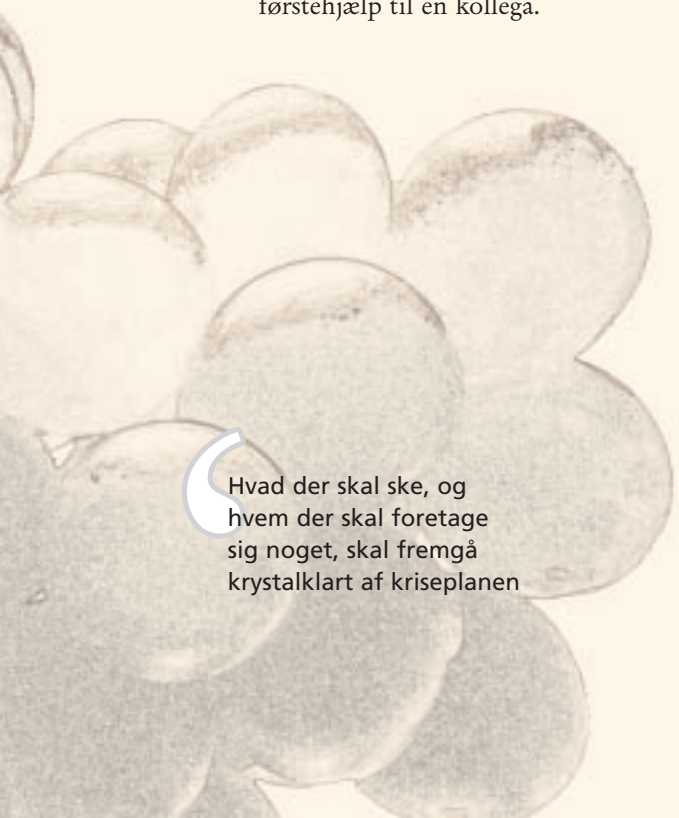 førstehjælp til en kollega.
Hvad der skal ske, og
hvem der skal foretage
sig noget, skal fremgå
krystalklart af kriseplanen